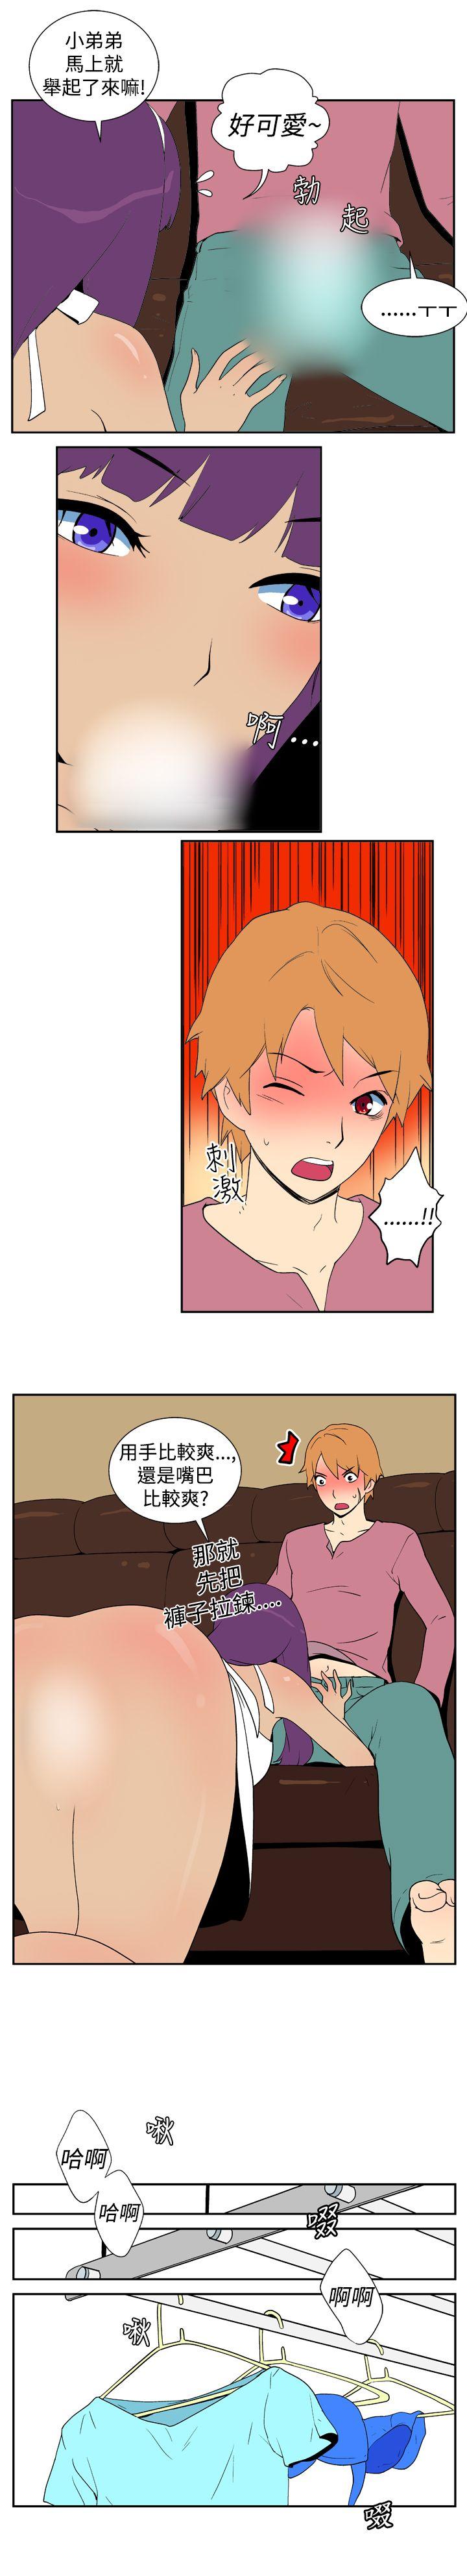 小弟弟
馬上就
舉起了來嘛!
好可愛~
勃
起
......ㅜㅜ
啊...
刺
激
........!!
用手比較爽...,
還是嘴巴
比較爽?
那就
先把
褲子拉鍊....
啾
哈啊
哈啊
啜
啊啊
啾
啜